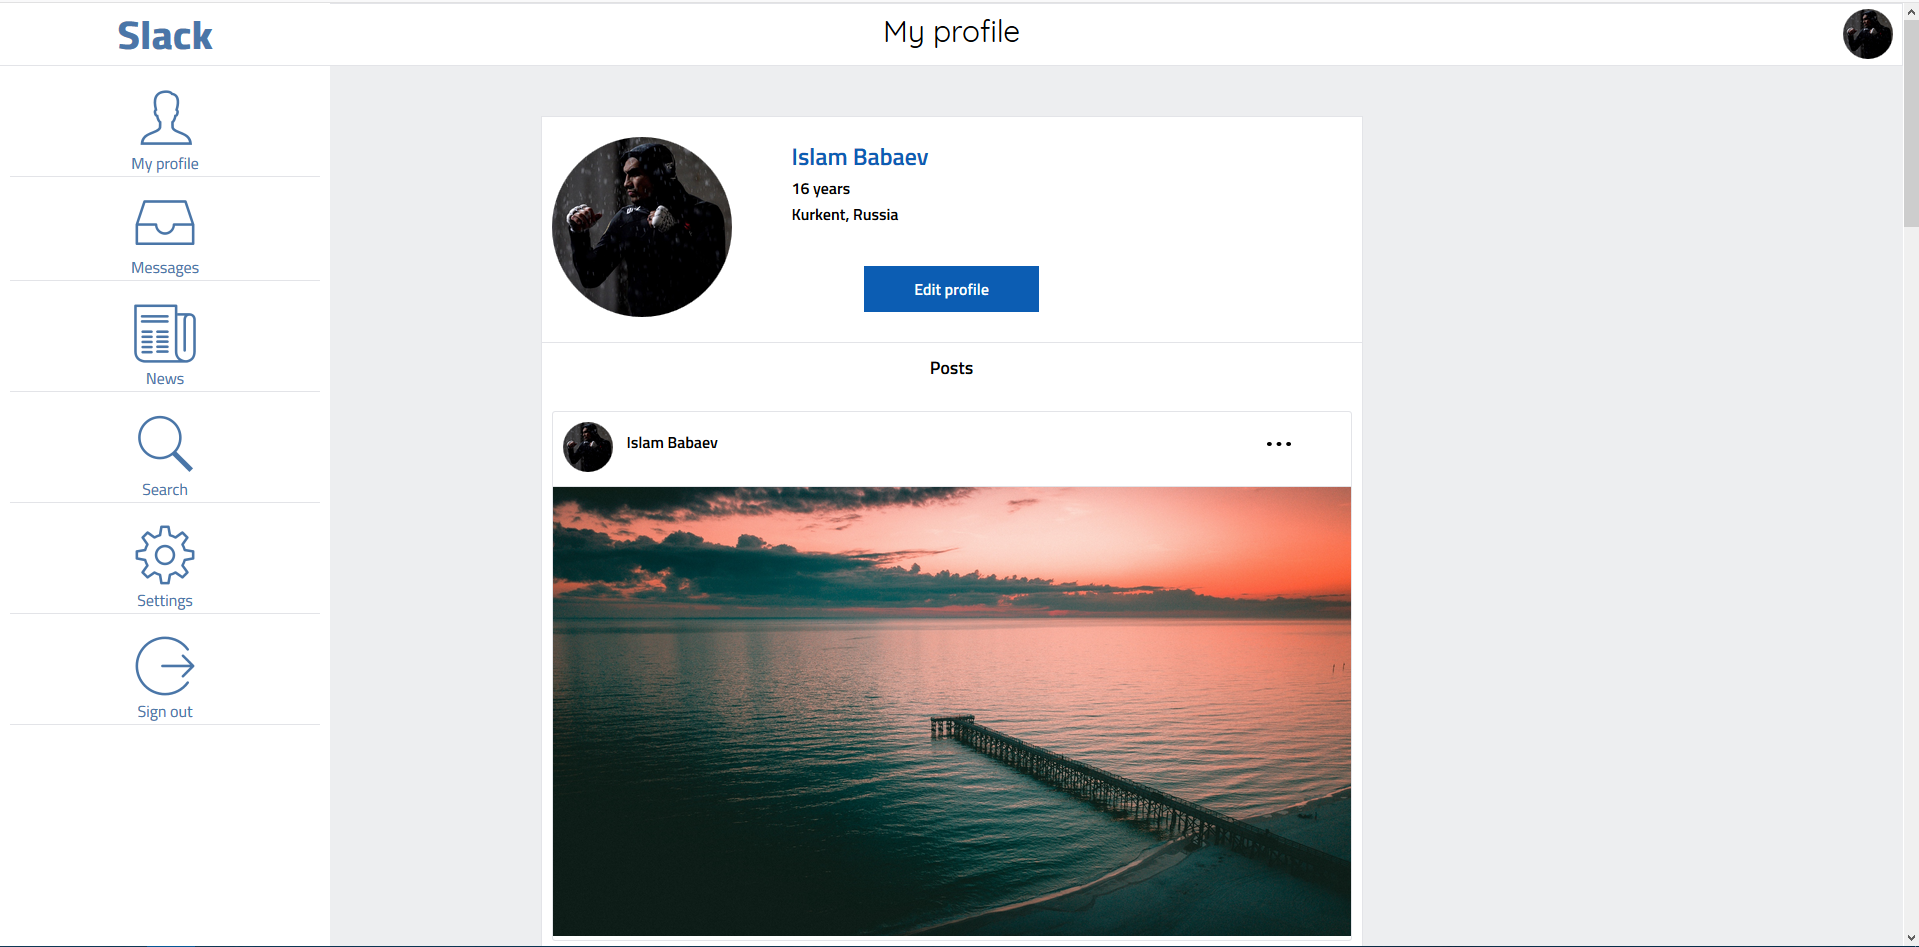 Slack
My profile
My profile
Messages
News
Search
Settings
Sign out
Islam Babaev
16 years
Kurkent, Russia
Edit profile
Posts
Islam Babaev